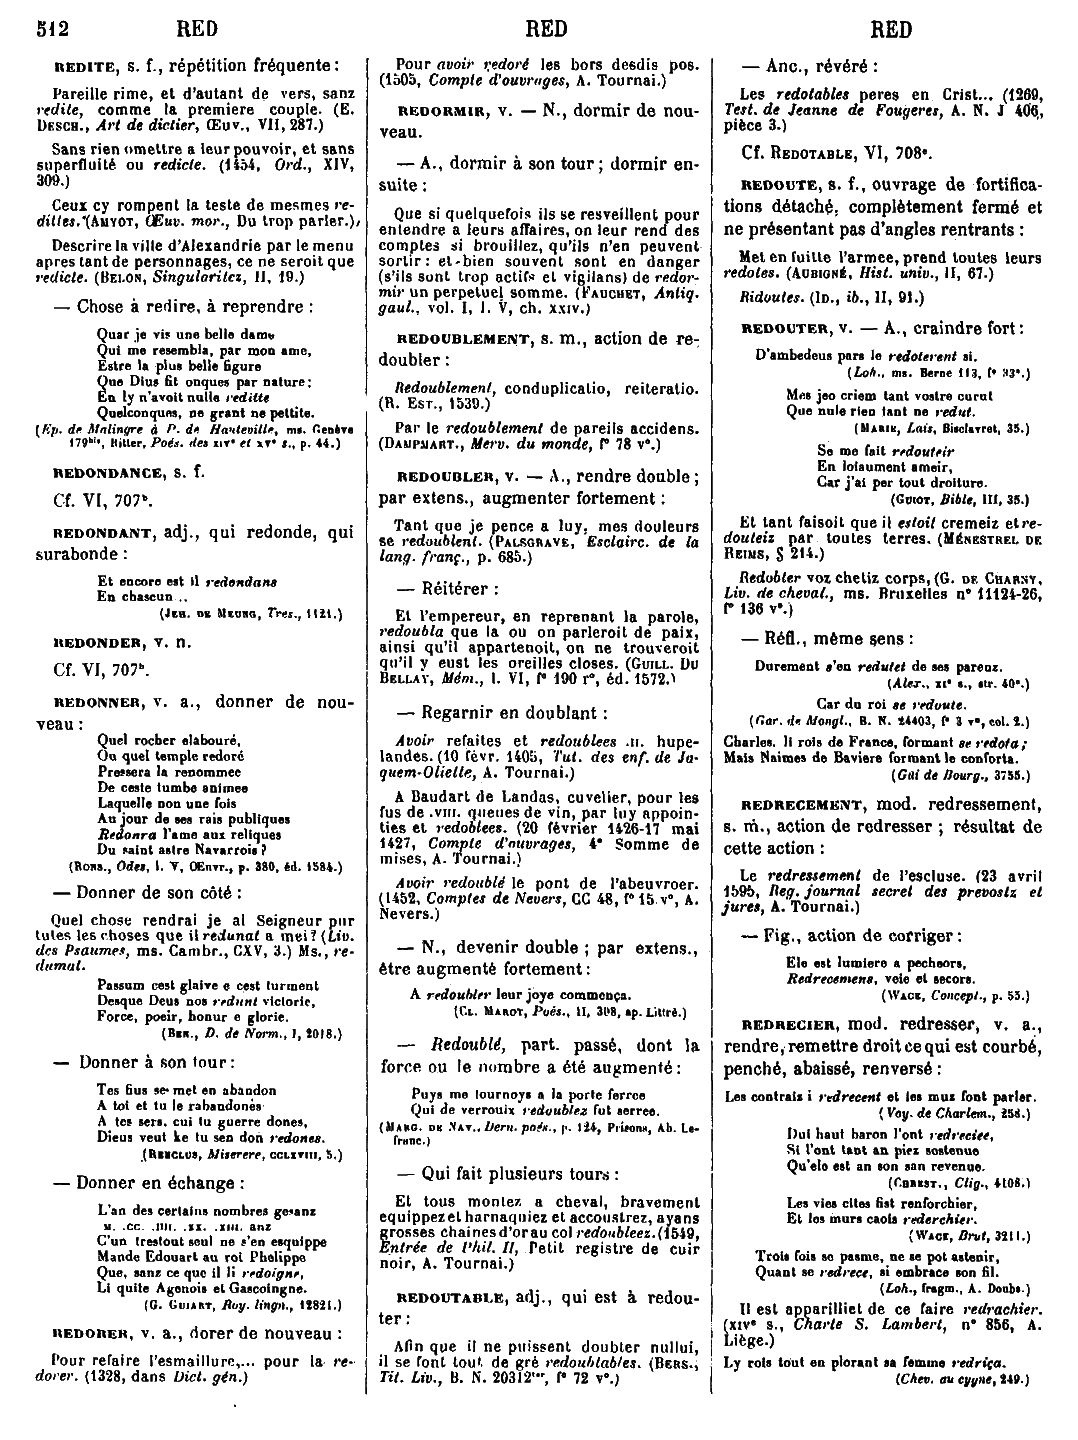 512 RED RED RED
REDITE, s. f., répétition fréquente :
Pareille rime, et d'autant de vers, sanz
redite, comme la premiere couple. (E.
DESCH., Art de dictier, Œuv., VII, 287.)
Sans rien omettre a leur pouvoir, et sans
superfluité ou redicte. (1454, Ord., XIV,
309.)
Ceux cy rompent la teste de mesmes re-
dittes. (AMYOT, Œuv. mor., Du trop parler.)
Descrire la ville d'Alexandrie par le menu
apres tant de personnages, ce ne seroit que
redicte. (BELON, Singularitez, II, 19.)
— Chose à redire, à reprendre :
Quar je vis une belle dame
Qui me resembla, par mon ame,
Estre la plus belle figure
Que Dius fit onques par nature :
En ly n'avoit nulle reditte
Quelconques, ne grant ne petite.
(Ep. de Malingre à P. de Hauteville, ms. Genève
179bis, Ritter, Poés. des XIVe et XVe s., p. 44.)
REDONDANCE, s. f.
Cf. VI, 707b.
REDONDANT, adj., qui redonde, qui
surabonde :
Et encore est il redondans
En chascun ..
(JEH. DE MEUNG, Tres., 1121.)
REDONDER, v. n.
Cf. VI, 707b.
REDONNER, v. a., donner de nou-
veau :
Quel rocher elabouré,
Ou quel temple redoré
Pressera la renommee
De ceste tumbe animee
Laquelle non une fois
Au jour de ses rais publiques
Redonra l'ame aux reliques
Du saint astre Navarrois ?
(RONS., Odes, l. V, Œuvr., p. 380, éd. 1584.)
— Donner de son côté :
Quel chose rendrai je al Seigneur pur
tutes les choses que il redunat a mei ? (Liv.
des Psaumes, ms. Cambr., CXV, 3.) Ms., re-
dumat.
Passum cest glaive e cest turment
Desque Deus nos redunt victorie,
Force, poeir, honur e glorie.
(BEN., D. de Norm., I, 2018.)
— Donner à son tour :
Tes fius se met en abandon
A toi et tu le rabandonés
A tes sers, cui tu guerre dones,
Dieus veut ke tu sen don redones.
(RENCLUS, Miserere, CCLXVIII, 5.)
— Donner en échange :
L'an des certains nombres gesanz
M. .CC. .IIII. .XX. .XIII. anz
C'un trestout seul ne s'en esquippe
Mande Edouart au roi Phelippe
Que, sanz ce que il li redoigne,
Li quite Agenois et Gascoingne.
(G. GUIART, Roy. lingn., 12821.)
REDORER, v. a., dorer de nouveau :
Pour refaire l'esmaillure,... pour la re-
dorer. (1328, dans Dict. gén.)
Pour avoir redoré les bors desdis pos.
(1505, Compte d'ouvrages, A. Tournai.)
REDORMIR, v. — N., dormir de nou-
veau.
— A., dormir à son tour ; dormir en-
suite :
Que si quelquefois ils se resveillent pour
entendre a leurs affaires, on leur rend des
comptes si brouillez, qu'ils n'en peuvent
sortir : et bien souvent sont en danger
(s'ils sont trop actifs et vigilans) de redor-
mir un perpetuel somme. (FAUCHET, Antiq.
gaul., vol. I, l. V, ch. XXIV.)
REDOUBLEMENT, s. m., action de re-
doubler :
Redoublement, conduplicatio, reiteratio.
(R. EST., 1539.)
Par le redoublement de pareils accidens.
(DAMPMART., Merv. du monde, f° 78 v°.)
REDOUBLER, v. — A., rendre double ;
par extens., augmenter fortement :
Tant que je pence a luy, mes douleurs
se redoublent. (PALSGRAVE, Esclairc. de la
lang. franç., p. 685.)
— Réitérer :
Et l'empereur, en reprenant la parole,
redoubla que la ou on parleroit de paix,
ainsi qu'il appartenoit, on ne trouveroit
qu'il y eust les oreilles closes. (GUILL. DU
BELLAY, Mém., l. VI, f° 190 r°, éd. 1572.)
— Regarnir en doublant :
Avoir refaites et redoublees .II. hupe-
landes. (10 févr. 1405, Tut. des enf. de Ja-
quem-Oliette, A. Tournai.)
A Baudart de Landas, cuvelier, pour les
fus de .VIII. queues de vin, par luy appoin-
ties et redoblees. (20 février 1426-17 mai
1427, Compte d'ouvrages, 4e Somme de
mises, A. Tournai.)
Avoir redoublé le pont de l'abeuvroer.
(1452, Comptes de Nevers, CC 48, f° 15 v°, A.
Nevers.)
— N., devenir double ; par extens.,
être augmenté fortement :
A redoubler leur joye commença.
(CL. MAROT, Poés., II, 308, ap. Littré.)
— Redoublé, part. passé, dont la
force ou le nombre a été augmenté :
Puys me tournoys a la porte ferree
Qui de verrouix redoublez fut serree.
(MARG. DE NAV., Dern. poés., p. 124, Prisons, Ab. Le-
franc.)
— Qui fait plusieurs tours :
Et tous montez a cheval, bravement
equippez et harnaquiez et accoustrez, ayans
grosses chaines d'or au col redoubleez. (1549,
Entrée de Phil. II, Petit registre de cuir
noir, A. Tournai.)
REDOUTABLE, adj., qui est à redou-
ter :
Afin que il ne puissent doubter nullui,
il se font tout de gré redoubtables. (BERS.,
Tit. Liv., B. N. 20312ter, f° 72 v°.)
— Anc., révéré :
Les redotables peres en Crist... (1269,
Test. de Jeanne de Fougeres, A. N. J 406,
pièce 3.)
Cf. REDOTABLE, VI, 708a.
REDOUTE, s. f., ouvrage de fortifica-
tions détaché, complètement fermé et
ne présentant pas d'angles rentrants :
Met en fuitte l'armee, prend toutes leurs
redotes. (AUBIGNÉ, Hist. univ., II, 67.)
Ridoutes. (ID., ib., II, 91.)
REDOUTER, v. — A., craindre fort :
D'ambedeus pars le redoterent si.
(Loh., ms. Berne 113, f° 33e.)
Mes jeo criem tant vostre curut
Que nule rien tant ne redut.
(MARIE, Lais, Bisclavret, 35.)
Se me fait redouteir
En loiaument ameir,
Car j'ai per tout droiture.
(GUIOT, Bible, III, 35.)
Et tant faisoit que il estoit cremeiz et re-
douteiz par toutes terres. (MÉNESTREL DE
REIMS, § 214.)
Redobter voz chetiz corps, (G. DE CHARNY,
Liv. de cheval., ms. Bruxelles n° 11124-26,
f° 136 v°.)
— Réfl., même sens :
Durement s'en redutet de ses parenz.
(Alex., XIe s., str. 40e.)
Car du roi se redoute.
(Gar. de Mongl., B. N. 24403, f° 3 v°, col. 2.)
Charles, li rois de France, formant se redota ;
Mais Naimes de Baviere formant le conforta.
(Gui de Bourg., 3755.)
REDRECEMENT, mod. redressement,
s. m., action de redresser ; résultat de
cette action :
Le redressement de l'escluse. (23 avril
1595, Reg. journal secret des prevostz et
jures, A. Tournai.)
— Fig., action de corriger :
Ele est lumiere a pecheors,
Redrecemens, veie et secors.
(WACE, Concept., p. 55.)
REDRECIER, mod. redresser, v. a.,
rendre, remettre droit ce qui est courbé,
penché, abaissé, renversé :
Les contrais i redrecent et les muz font parler.
(Voy. de Charlem., 258.)
Dui haut baron l'ont redreciee,
Si l'ont tant an piez sostenue
Qu'ele est an son san revenue.
(CHREST., Clig., 4108.)
Les vies cites fist renforchier,
Et les murs caois rederchier.
(WACE, Brut, 3211.)
Trois fois se pasme, ne se pot astenir,
Quant se redrece, si embrace son fil.
(Loh., fragm., A. Doubs.)
Il est apparilliet de ce faire redrachier.
(XIVe s., Charte S. Lambert, n° 856, A.
Liège.)
Ly rois tout en plorant sa femme redriça.
(Chev. au cygne, 249.)